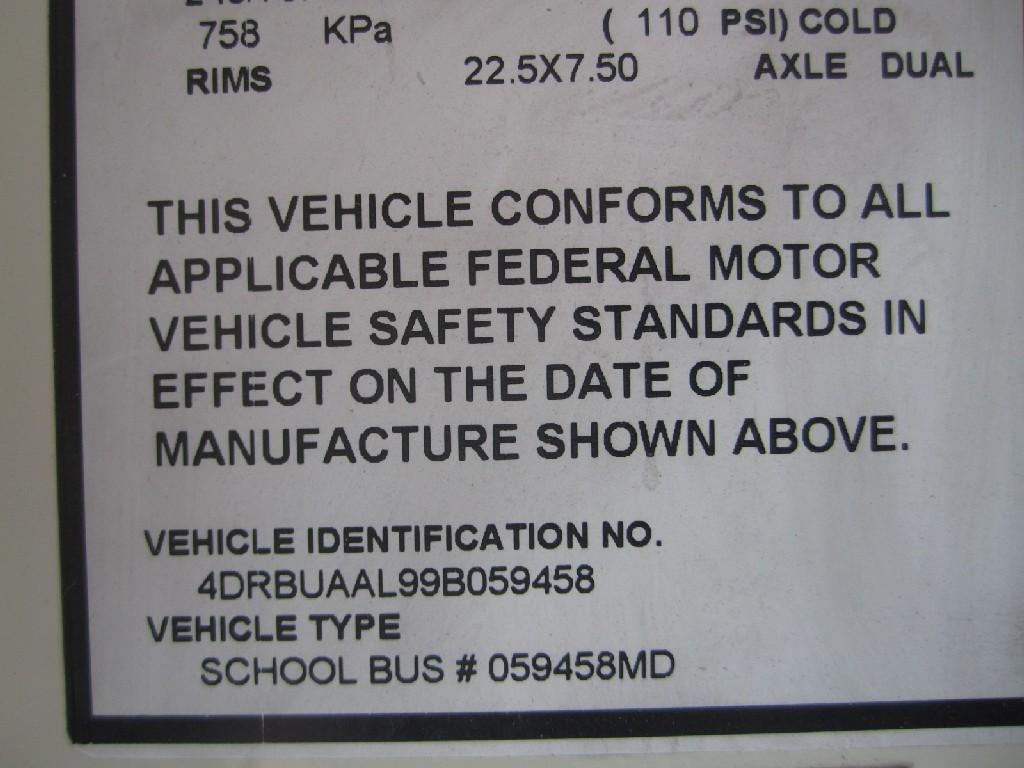 758 KPa ( 110 PSI) COLD
RIMS 22.5X7.50 AXLE DUAL
THIS VEHICLE CONFORMS TO ALL
APPLICABLE FEDERAL MOTOR
VEHICLE SAFETY STANDARDS IN
EFFECT ON THE DATE OF
MANUFACTURE SHOWN ABOVE.
VEHICLE IDENTIFICATION NO.
4DRBUAAL99B059458
VEHICLE TYPE
SCHOOL BUS # 059458MD